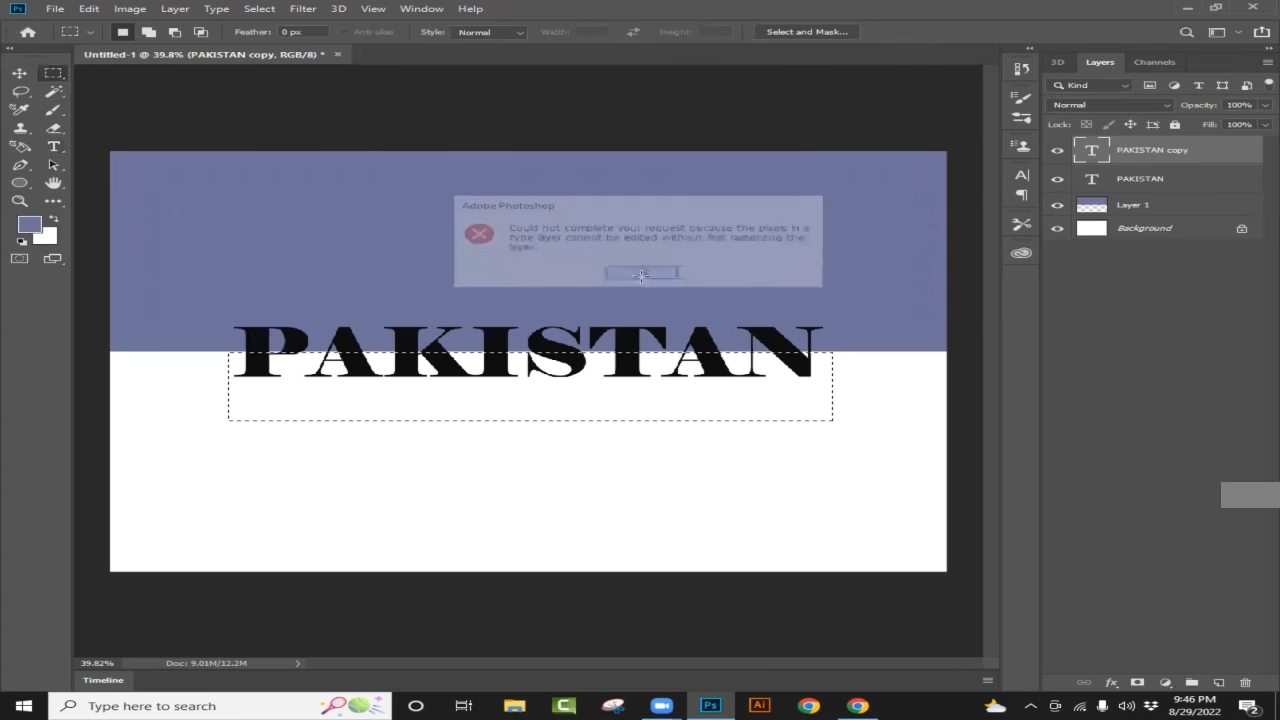 Ps File Edit Image Layer Type Select Filter 3D View Window Help
Feather: 0 px Anti-alias Style: Normal Width: Height: Select and Mask...
Untitled-1 @ 39.8% (PAKISTAN copy, RGB/8) * ×
3D Layers Channels
Kind
Normal Opacity: 100%
Lock: Fill: 100%
T PAKISTAN copy
T PAKISTAN
Layer 1
Background
Adobe Photoshop
Could not complete your request because the pixels in a
type layer cannot be edited without first rasterizing the
layer.
PAKISTAN
39.82% Doc: 9.01M/12.2M
Timeline
Type here to search
Ps Ai
9:46 PM
8/29/2022
2